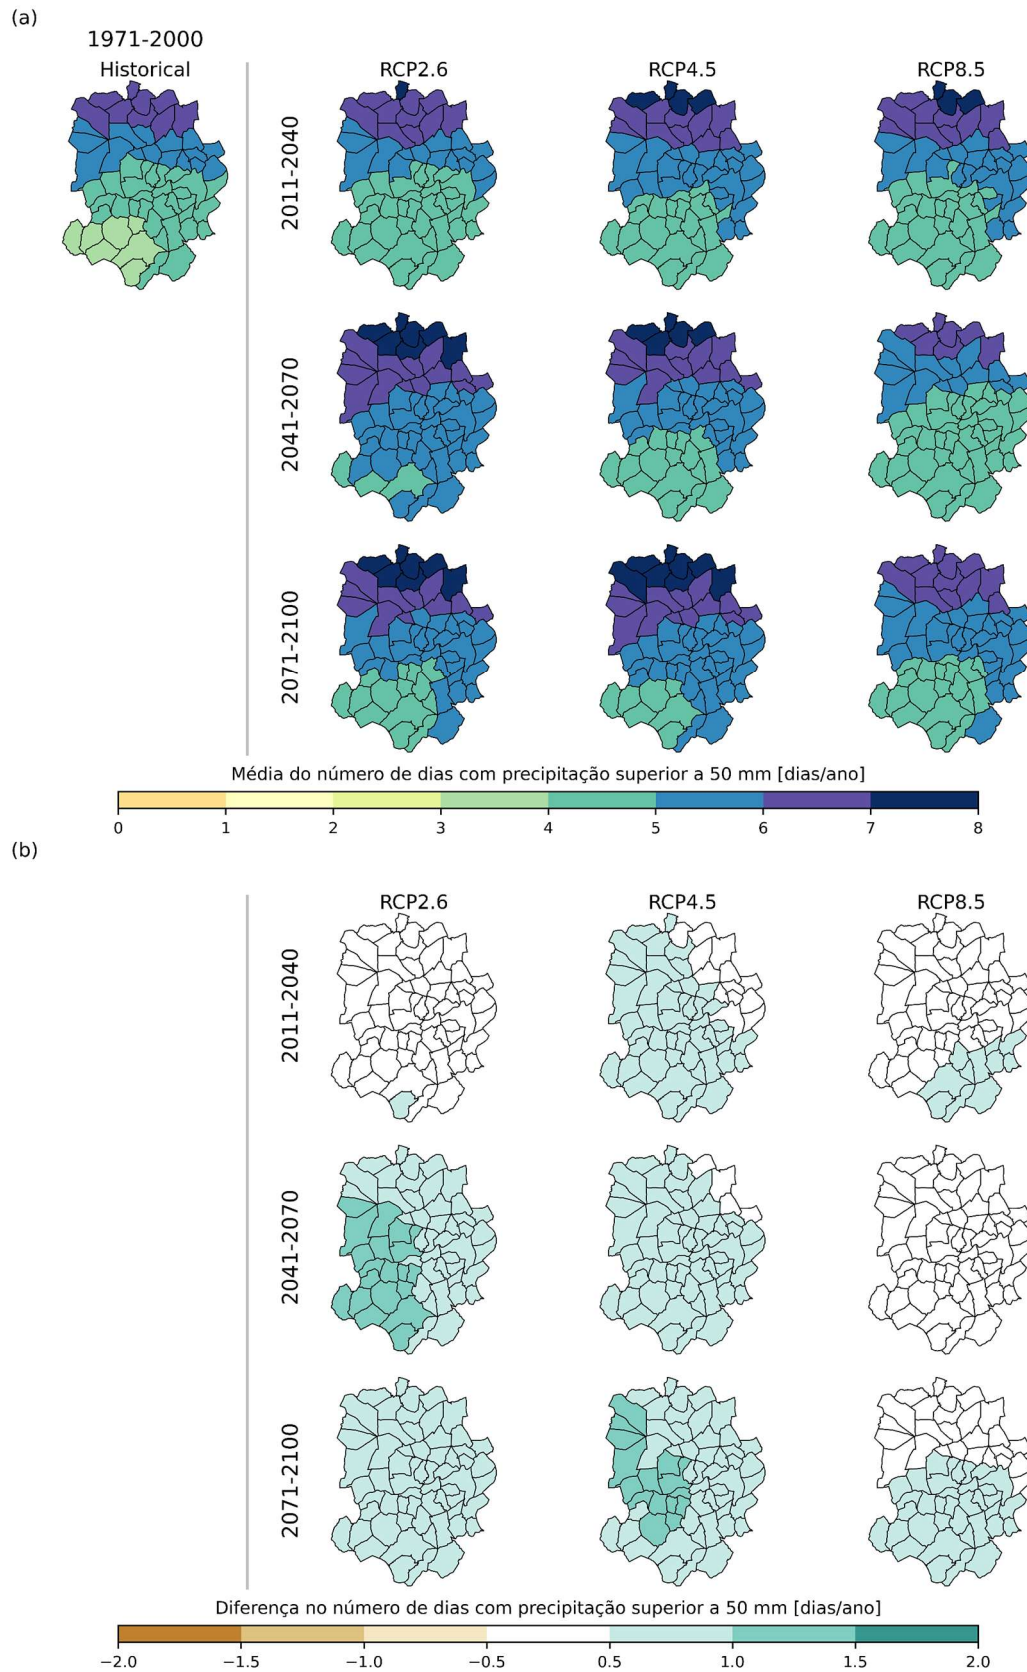 (a)
1971-2000
Historical
RCP2.6
RCP4.5
RCP8.5
2011-2040
2041-2070
2071-2100
Média do número de dias com precipitação superior a 50 mm [dias/ano]
0 1 2 3 4 5 6 7 8
(b)
RCP2.6
RCP4.5
RCP8.5
2011-2040
2041-2070
2071-2100
Diferença no número de dias com precipitação superior a 50 mm [dias/ano]
−2.0 −1.5 −1.0 −0.5 0.5 1.0 1.5 2.0